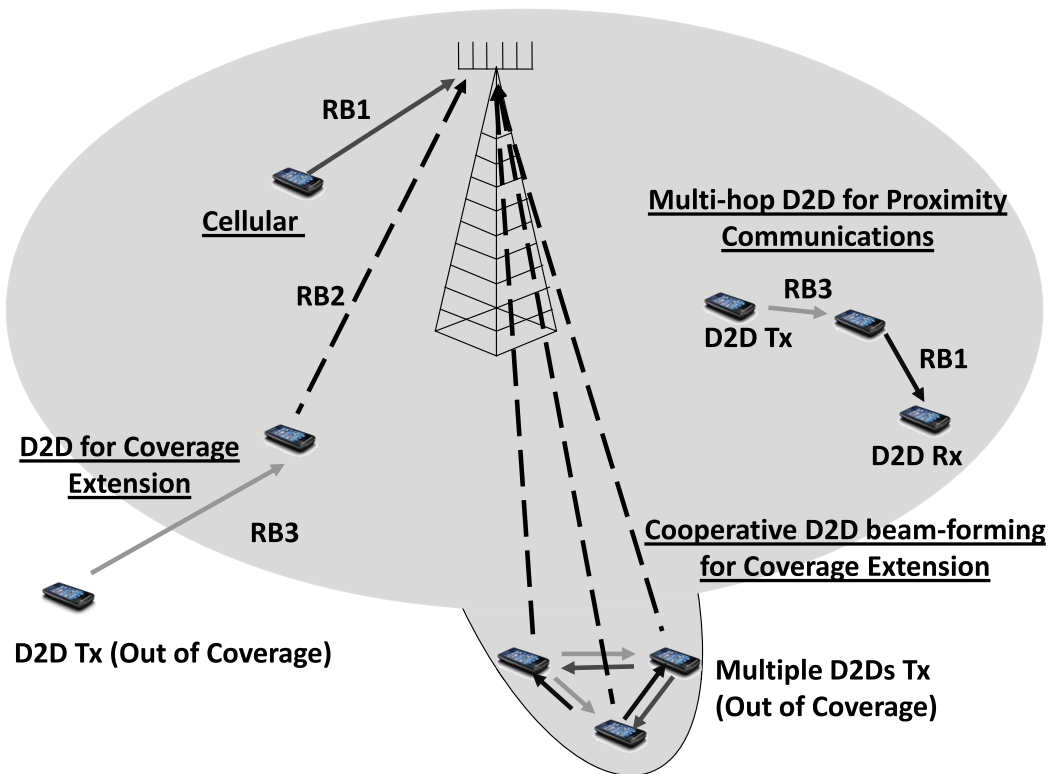 RB1
Cellular
Multi-hop D2D for Proximity
Communications
RB2
RB3
D2D Tx
RB1
D2D Rx
D2D for Coverage
Extension
RB3
Cooperative D2D beam-forming
for Coverage Extension
D2D Tx (Out of Coverage)
Multiple D2Ds Tx
(Out of Coverage)